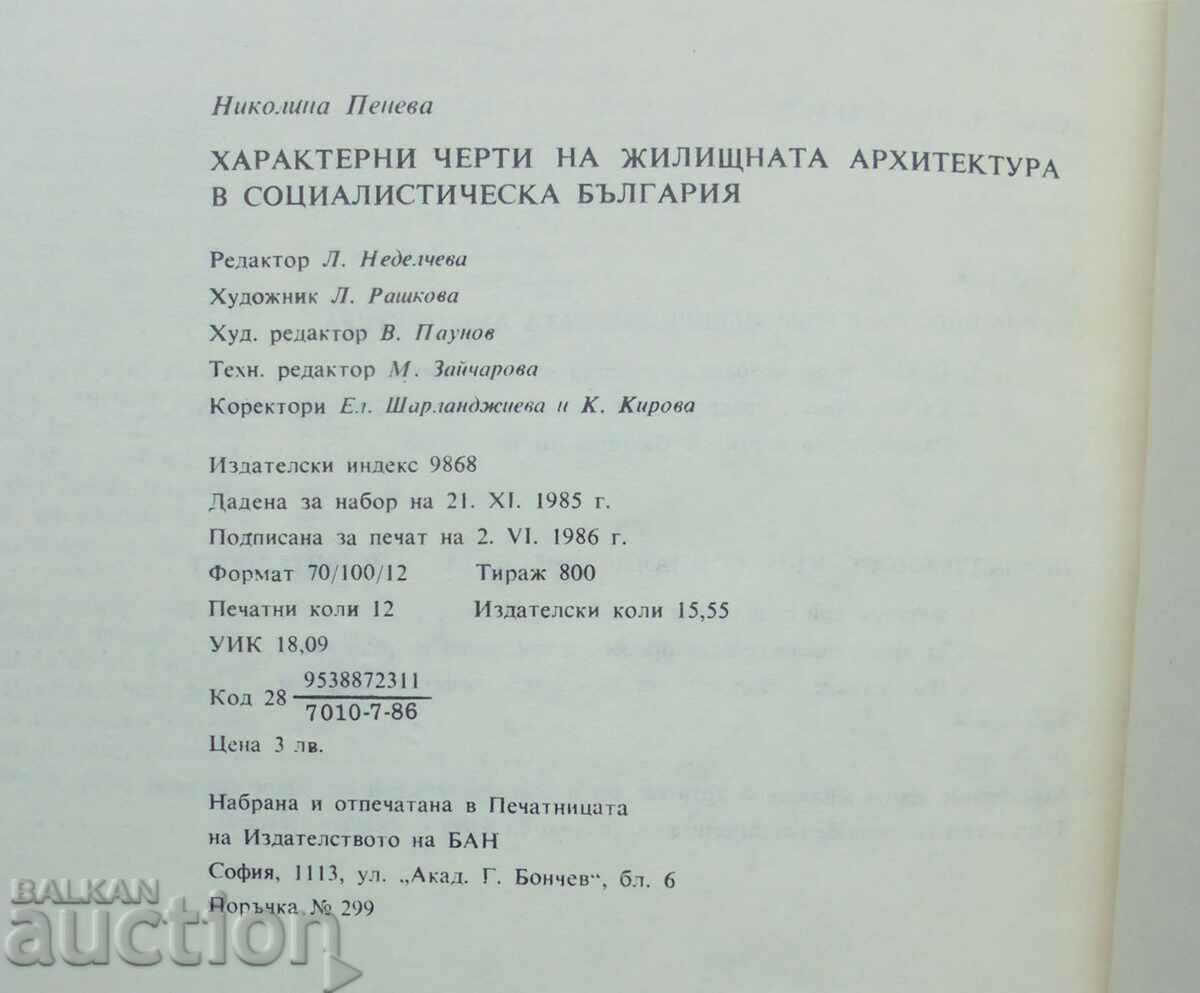 Николина Пенева
ХАРАКТЕРНИ ЧЕРТИ НА ЖИЛИЩНАТА АРХИТЕКТУРА
В СОЦИАЛИСТИЧЕСКА БЪЛГАРИЯ
Редактор Л. Неделчева
Художник Л. Рашкова
Худ. редактор В. Паунов
Техн. редактор М. Зайчарова
Коректори Ел. Шарланджиева и К. Кирова
Издателски индекс 9868
Дадена за набор на 21. XI. 1985 г.
Подписана за печат на 2. VI. 1986 г.
Формат 70/100/12 Тираж 800
Печатни коли 12 Издателски коли 15,55
УИК 18,09
Код 28 9538872311
7010-7-86
Цена 3 лв.
Набрана и отпечатана в Печатницата
на Издателството на БАН
София, 1113, ул. „Акад. Г. Бончев“, бл. 6
Поръчка № 299
BALKAN
auction